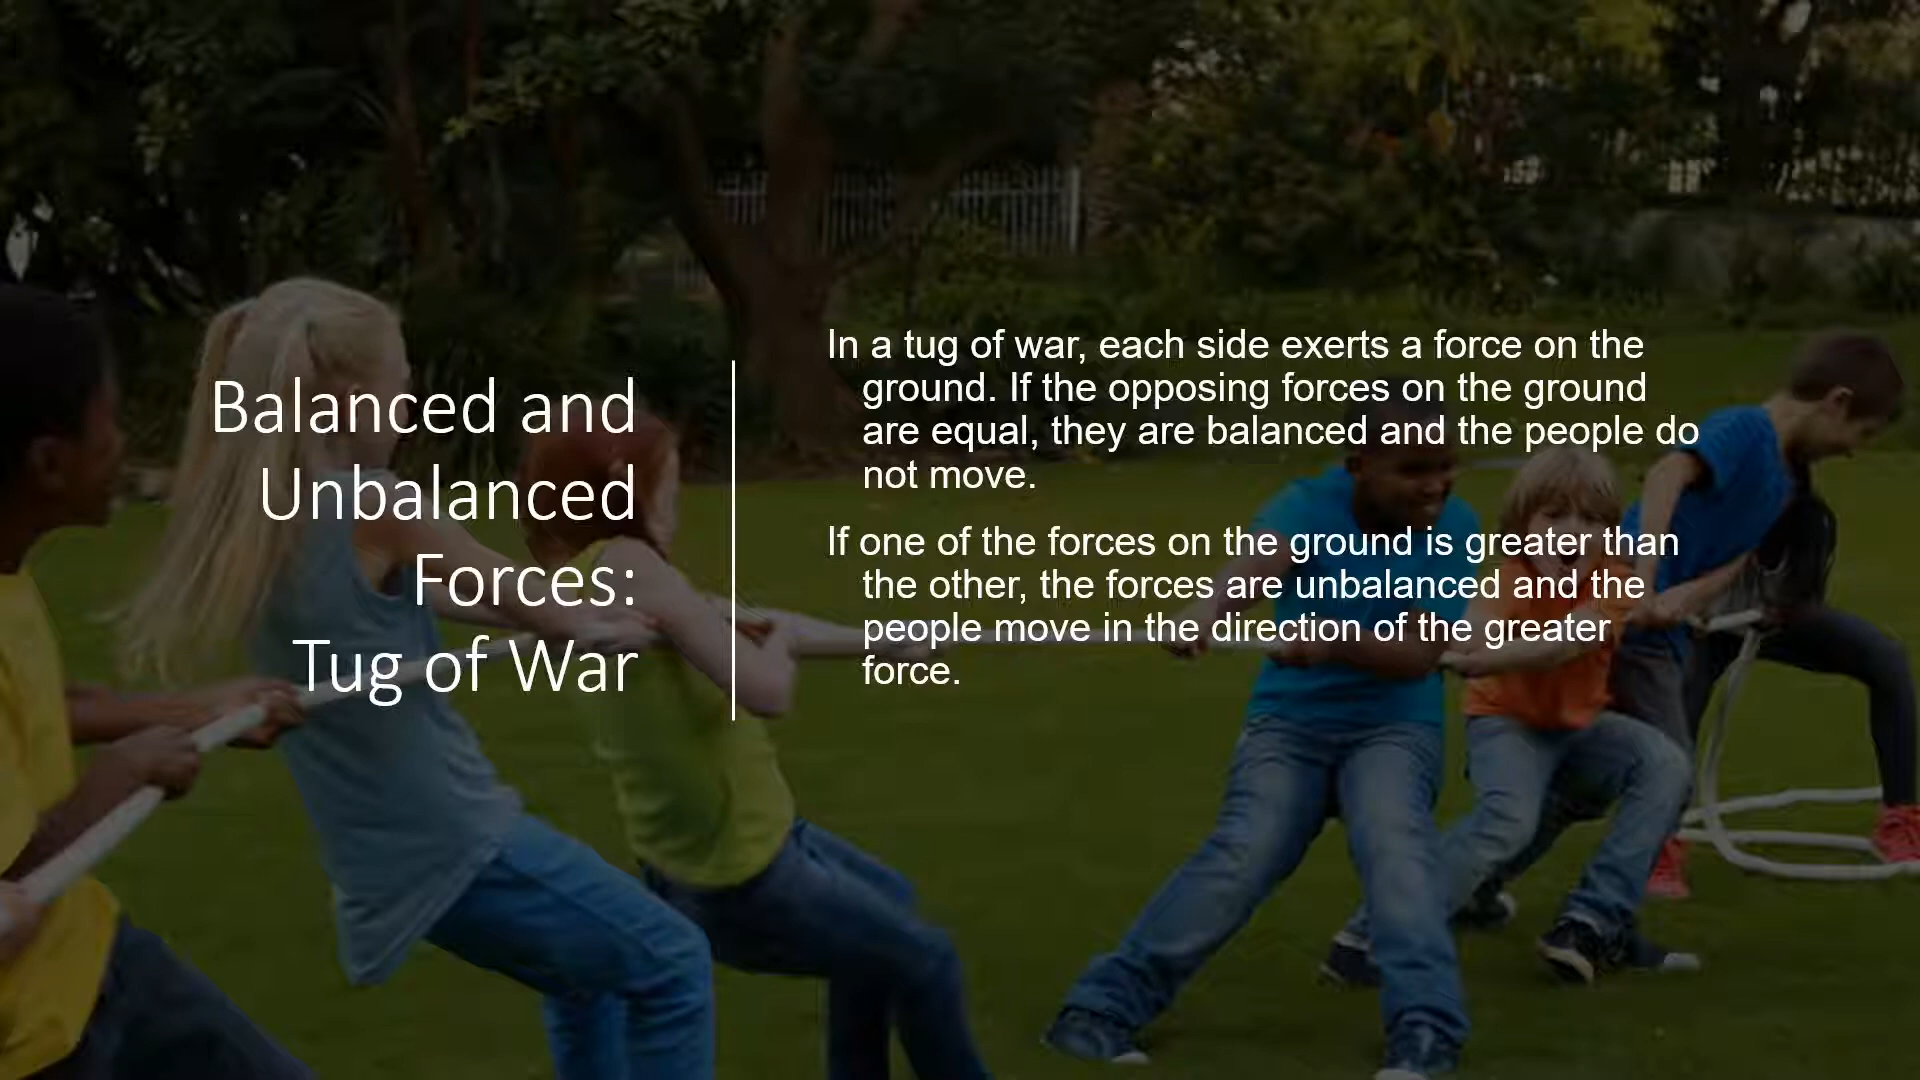 Balanced and
Unbalanced
Forces:
Tug of War
In a tug of war, each side exerts a force on the
ground. If the opposing forces on the ground
are equal, they are balanced and the people do
not move.
If one of the forces on the ground is greater than
the other, the forces are unbalanced and the
people move in the direction of the greater
force.